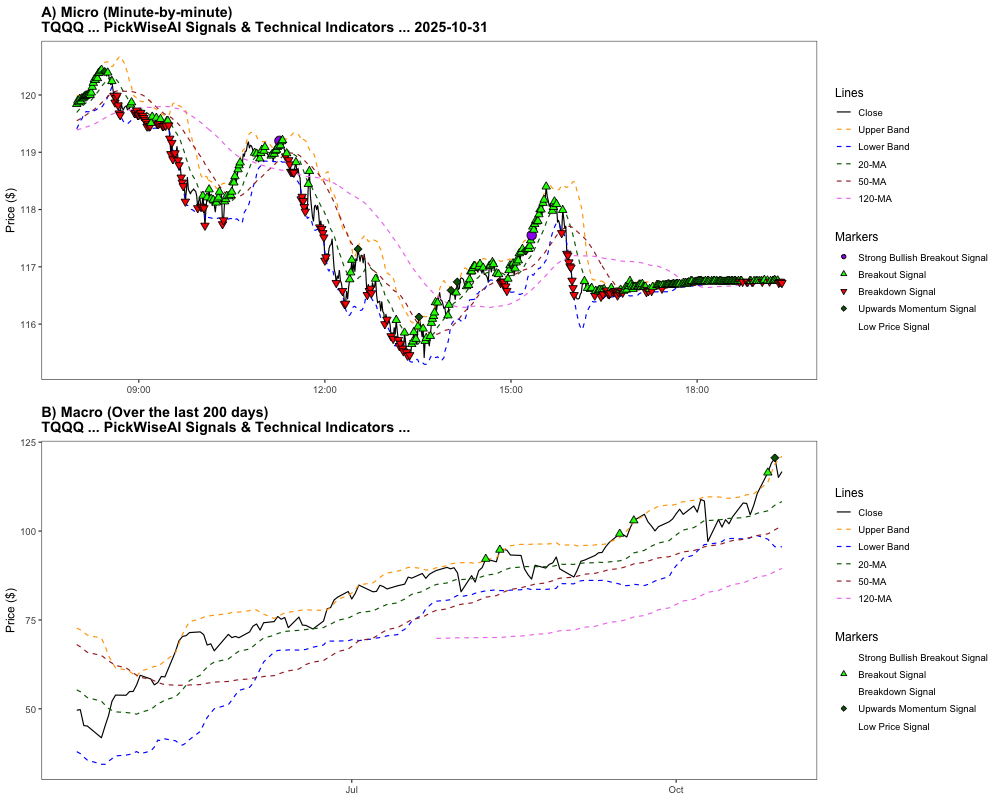 A) Micro (Minute-by-minute)
TQQQ ... PickWiseAI Signals & Technical Indicators ... 2025-10-31
Price ($)
120
119
118
117
116
09:00
12:00
15:00
18:00
Lines
Close
Upper Band
Lower Band
20-MA
50-MA
120-MA
Markers
Strong Bullish Breakout Signal
Breakout Signal
Breakdown Signal
Upwards Momentum Signal
Low Price Signal
B) Macro (Over the last 200 days)
TQQQ ... PickWiseAI Signals & Technical Indicators ...
Price ($)
125
100
75
50
Jul
Oct
Lines
Close
Upper Band
Lower Band
20-MA
50-MA
120-MA
Markers
Strong Bullish Breakout Signal
Breakout Signal
Breakdown Signal
Upwards Momentum Signal
Low Price Signal